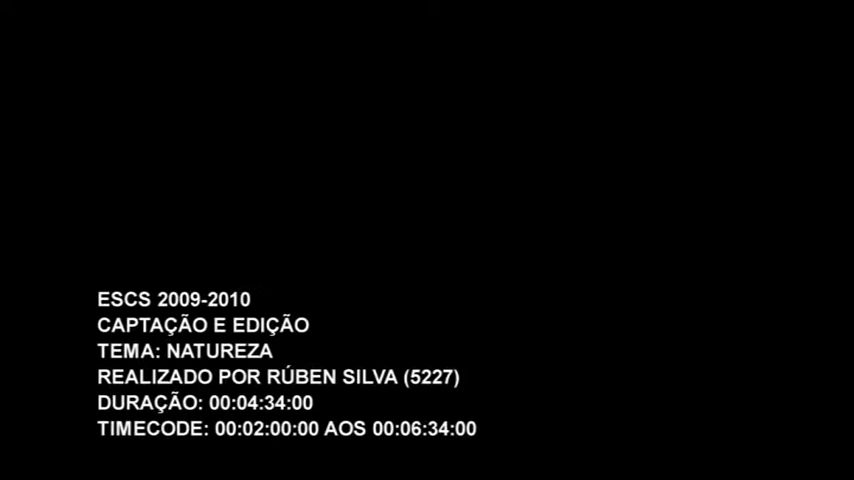 ESCS 2009-2010
CAPTAÇÃO E EDIÇÃO
TEMA: NATUREZA
REALIZADO POR RÚBEN SILVA (5227)
DURAÇÃO: 00:04:34:00
TIMECODE: 00:02:00:00 AOS 00:06:34:00